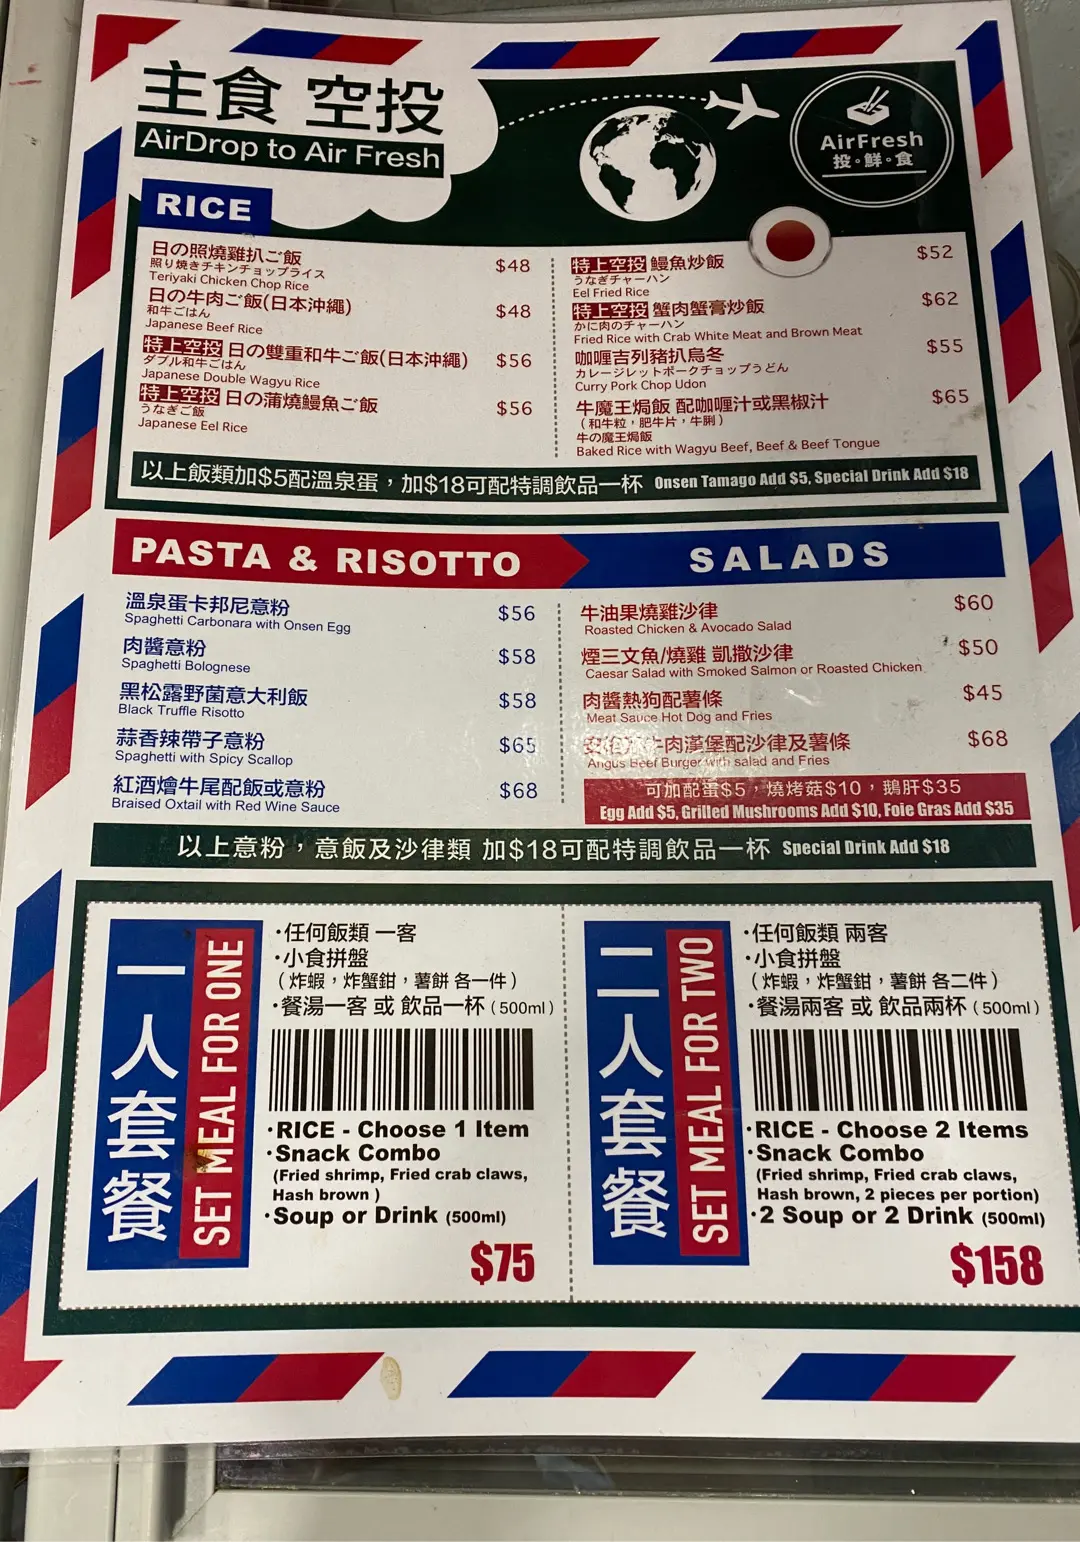 主食 空投
AirDrop to Air Fresh
AirFresh
投。鮮。食
RICE
日の照燒雞扒ご飯 $48
照り焼きチキンチョップライス
Teriyaki Chicken Chop Rice
日の牛肉ご飯(日本沖繩) $48
和牛ごはん
Japanese Beef Rice
特上空投 日の雙重和牛ご飯(日本沖繩) $56
ダブル和牛ごはん
Japanese Double Wagyu Rice
特上空投 日の蒲燒鰻魚ご飯 $56
うなぎご飯
Japanese Eel Rice
特上空投 鰻魚炒飯 $52
うなぎチャーハン
Eel Fried Rice
特上空投 蟹肉蟹膏炒飯 $62
かに肉のチャーハン
Fried Rice with Crab White Meat and Brown Meat
咖喱吉列豬扒烏冬 $55
カレージレットポークチョップうどん
Curry Pork Chop Udon
牛魔王焗飯 配咖喱汁或黑椒汁 $65
（和牛粒，肥牛片，牛脷）
牛の魔王焗飯
Baked Rice with Wagyu Beef, Beef & Beef Tongue
以上飯類加$5配溫泉蛋，加$18可配特調飲品一杯 Onsen Tamago Add $5, Special Drink Add $18
PASTA & RISOTTO
溫泉蛋卡邦尼意粉 $56
Spaghetti Carbonara with Onsen Egg
肉醬意粉 $58
Spaghetti Bolognese
黑松露野菌意大利飯 $58
Black Truffle Risotto
蒜香辣帶子意粉 $65
Spaghetti with Spicy Scallop
紅酒燴牛尾配飯或意粉 $68
Braised Oxtail with Red Wine Sauce
SALADS
牛油果燒雞沙律 $60
Roasted Chicken & Avocado Salad
煙三文魚/燒雞 凱撒沙律 $50
Caesar Salad with Smoked Salmon or Roasted Chicken
肉醬熱狗配薯條 $45
Meat Sauce Hot Dog and Fries
牛肉漢堡配沙律及薯條 $68
Angus Beef Burger with salad and Fries
可加配蛋$5，燒烤菇$10，鵝肝$35
Egg Add $5, Grilled Mushrooms Add $10, Foie Gras Add $35
以上意粉，意飯及沙律類 加$18可配特調飲品一杯 Special Drink Add $18
一人套餐
SET MEAL FOR ONE
·任何飯類 一客
·小食拼盤
（炸蝦，炸蟹鉗，薯餅 各一件）
·餐湯一客 或 飲品一杯（500ml）
·RICE - Choose 1 Item
·Snack Combo
(Fried shrimp, Fried crab claws,
Hash brown )
·Soup or Drink (500ml)
$75
二人套餐
SET MEAL FOR TWO
·任何飯類 兩客
·小食拼盤
（炸蝦，炸蟹鉗，薯餅 各二件）
·餐湯兩客 或 飲品兩杯（500ml）
·RICE - Choose 2 Items
·Snack Combo
(Fried shrimp, Fried crab claws,
Hash brown, 2 pieces per portion)
·2 Soup or 2 Drink (500ml)
$158